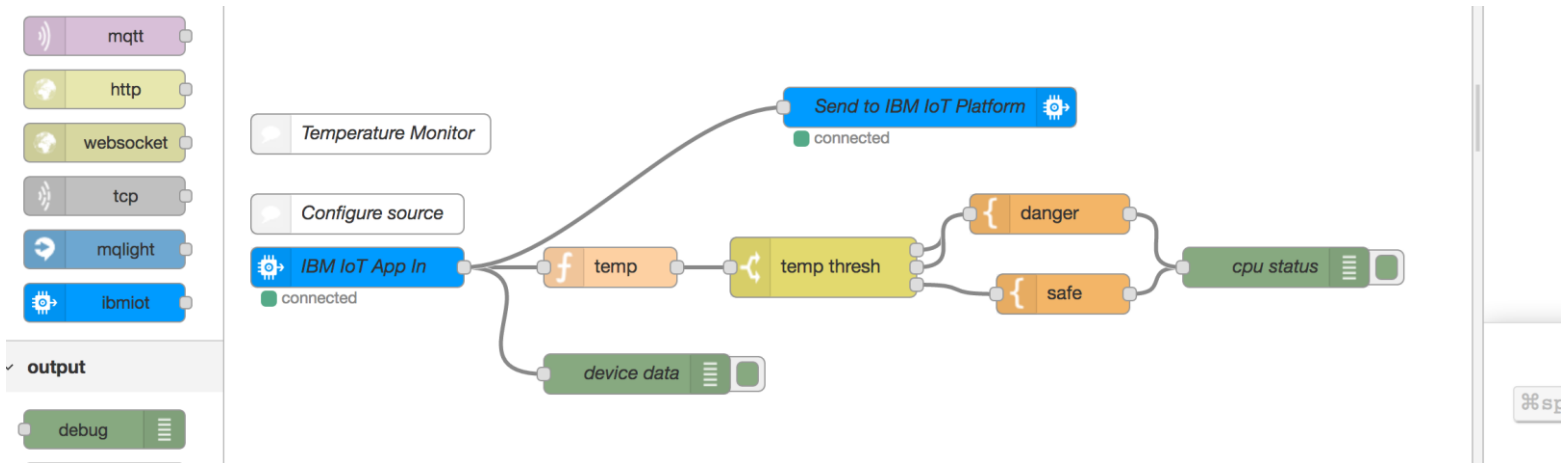 mqtt
http
websocket
tcp
mqlight
ibmiot
output
debug
Temperature Monitor
Configure source
IBM IoT App In
connected
Send to IBM IoT Platform
connected
temp
temp thresh
danger
safe
cpu status
device data
⌘sp